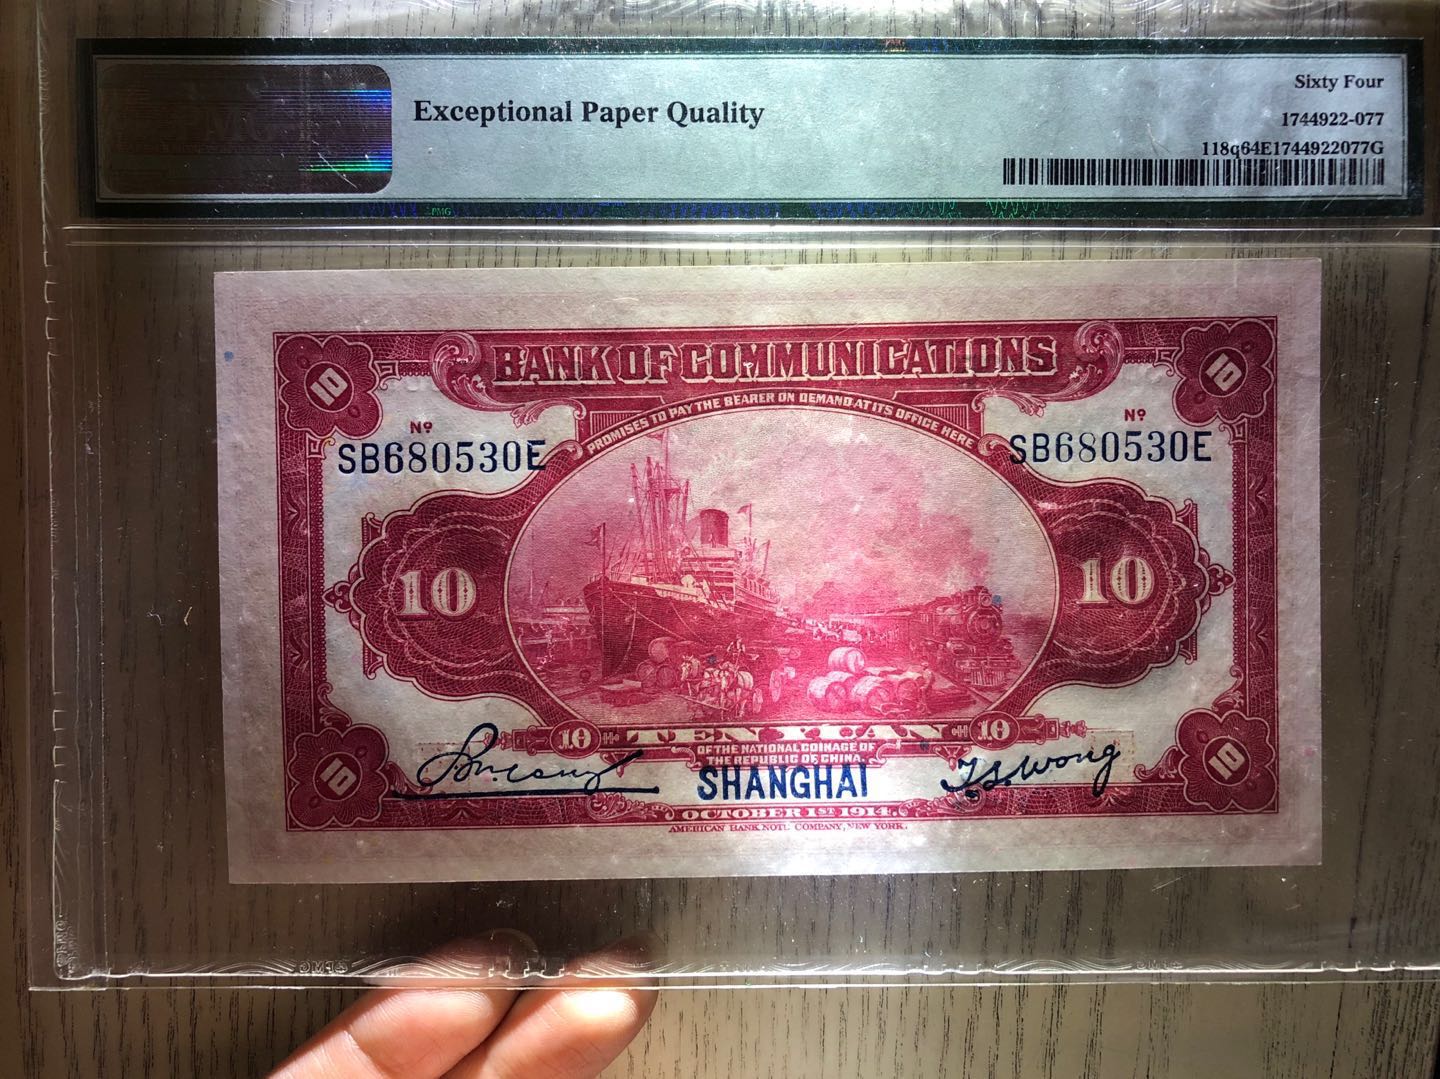 Exceptional Paper Quality
Sixty Four
1744922-077
118q64E1744922077G
PMG
BANK OF COMMUNICATIONS
PROMISES TO PAY THE BEARER ON DEMAND AT ITS OFFICE HERE
10 10
Nº Nº
SB680530E SB680530E
10 10
10 TEN YUAN 10
OF THE NATIONAL COINAGE OF
THE REPUBLIC OF CHINA.
SHANGHAI
T.S. Wong
10 10
OCTOBER 1ST 1914.
AMERICAN BANK NOTE COMPANY, NEW YORK.